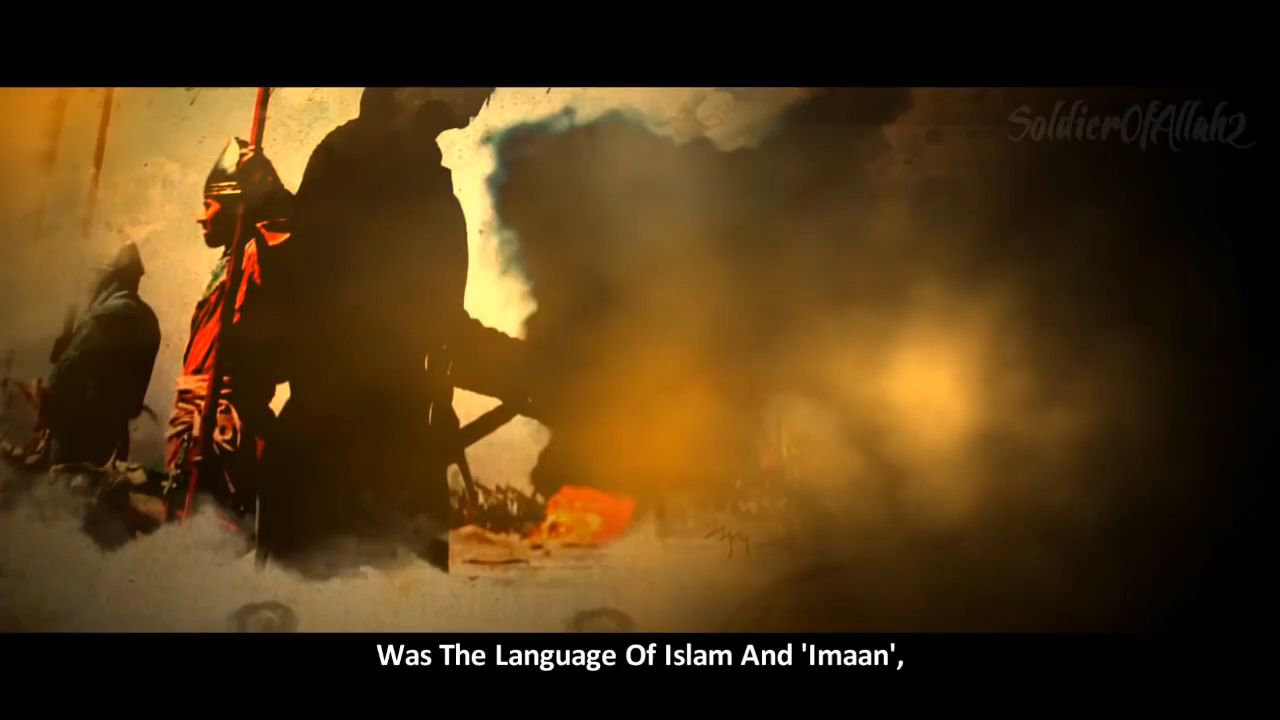 SoldierOfAllah2
Was The Language Of Islam And 'Imaan',